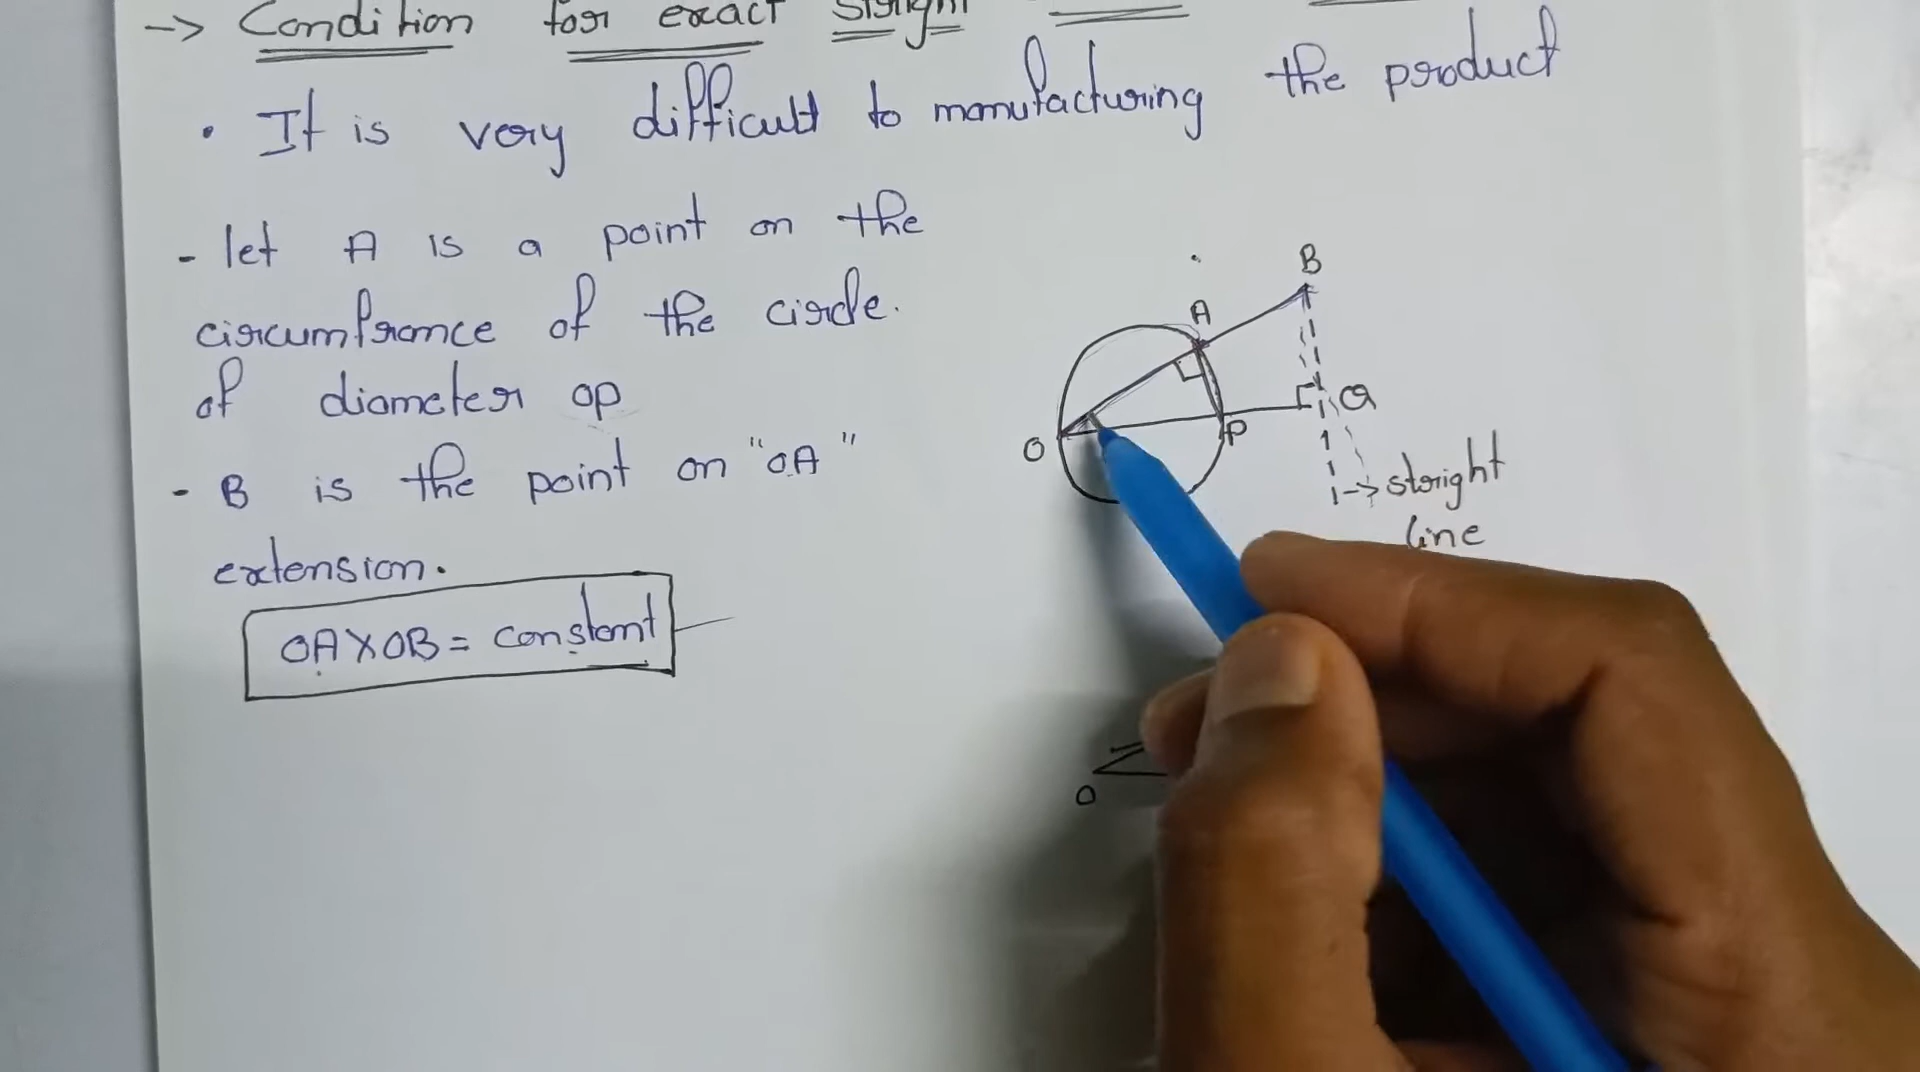 -> Condition for exact
• It is very difficult to manufacturing the product
- let A is a point on the
circumfrance of the circle.
of diameter op
- B is the point on "OA"
extension.
OA X OB = constant
B
A
O
P
Q
-> straight
line
O